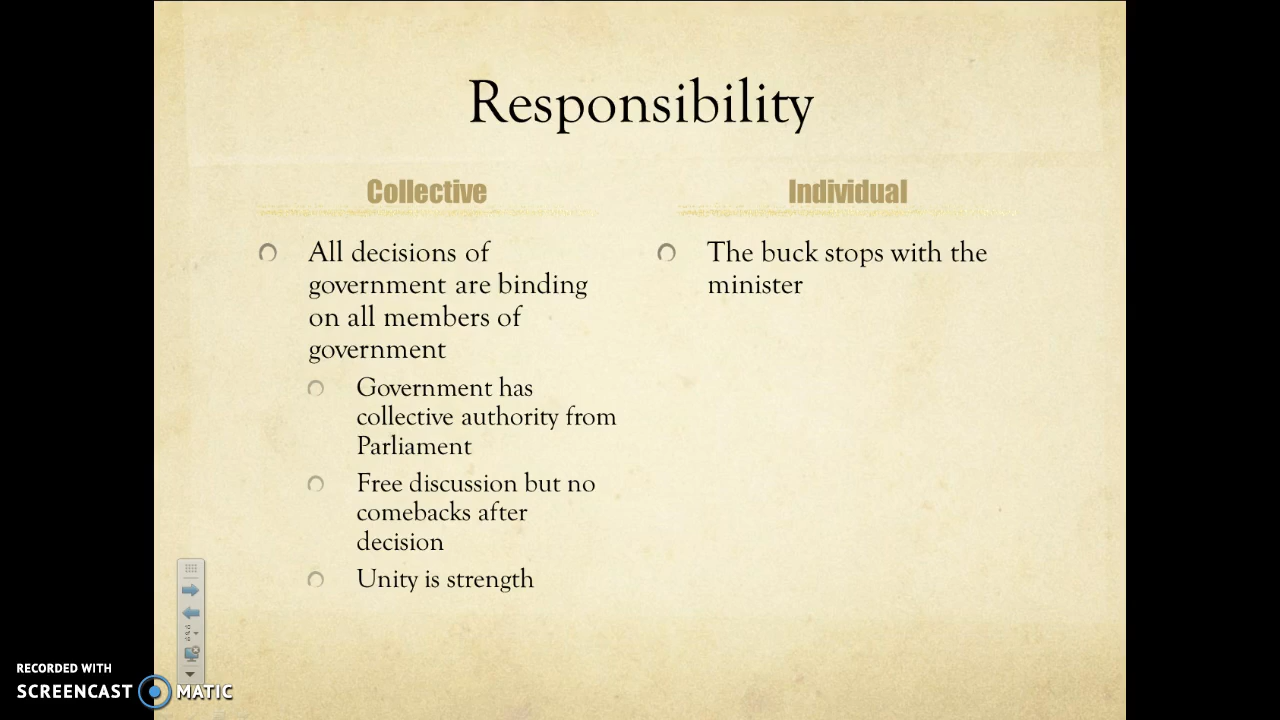 Responsibility
Collective
All decisions of
government are binding
on all members of
government
Government has
collective authority from
Parliament
Free discussion but no
comebacks after
decision
Unity is strength
Individual
The buck stops with the
minister
RECORDED WITH
SCREENCAST MATIC